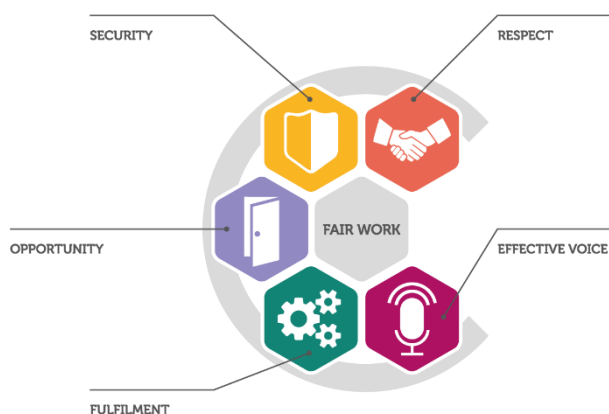 SECURITY
RESPECT
FAIR WORK
OPPORTUNITY
EFFECTIVE VOICE
FULFILMENT